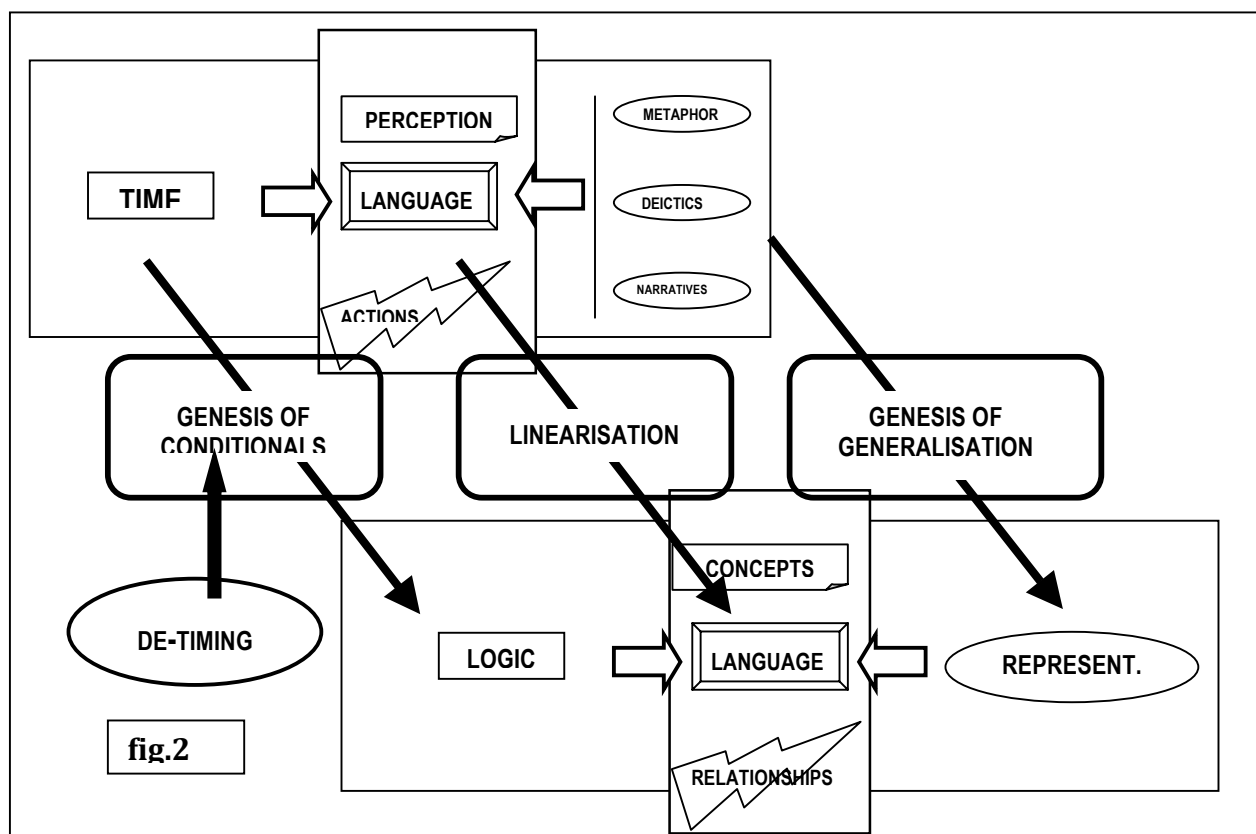 PERCEPTION
METAPHOR
TIME
LANGUAGE
DEICTICS
ACTIONS
NARRATIVES
GENESIS OF
CONDITIONALS
LINEARISATION
GENESIS OF
GENERALISATION
CONCEPTS
DE-TIMING
LOGIC
LANGUAGE
REPRESENT.
fig.2
RELATIONSHIPS